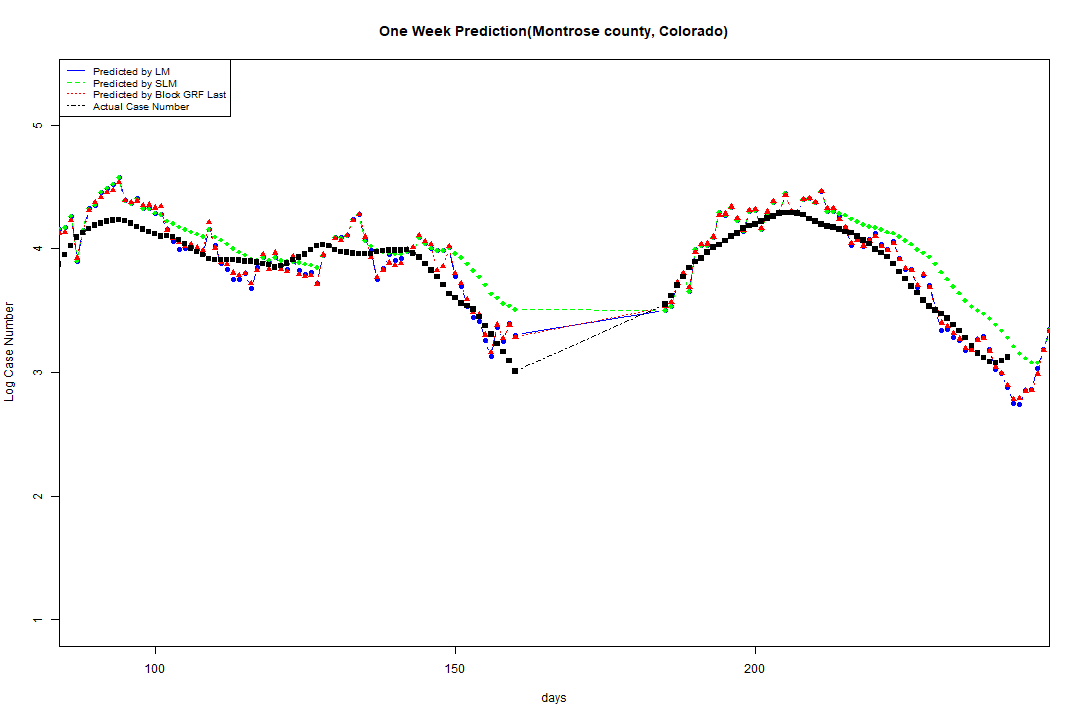 One Week Prediction(Montrose county, Colorado)
Predicted by LM
Predicted by SLM
Predicted by Block GRF Last
Actual Case Number
5
4
3
2
1
Log Case Number
100 150 200
days